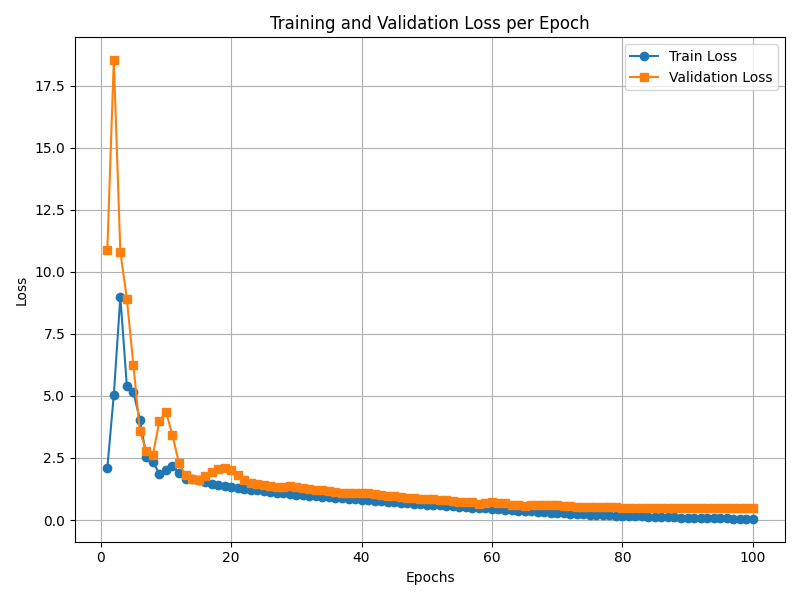 Training and Validation Loss per Epoch
Train Loss
Validation Loss
17.5
15.0
12.5
10.0
7.5
5.0
2.5
0.0
Loss
0 20 40 60 80 100
Epochs